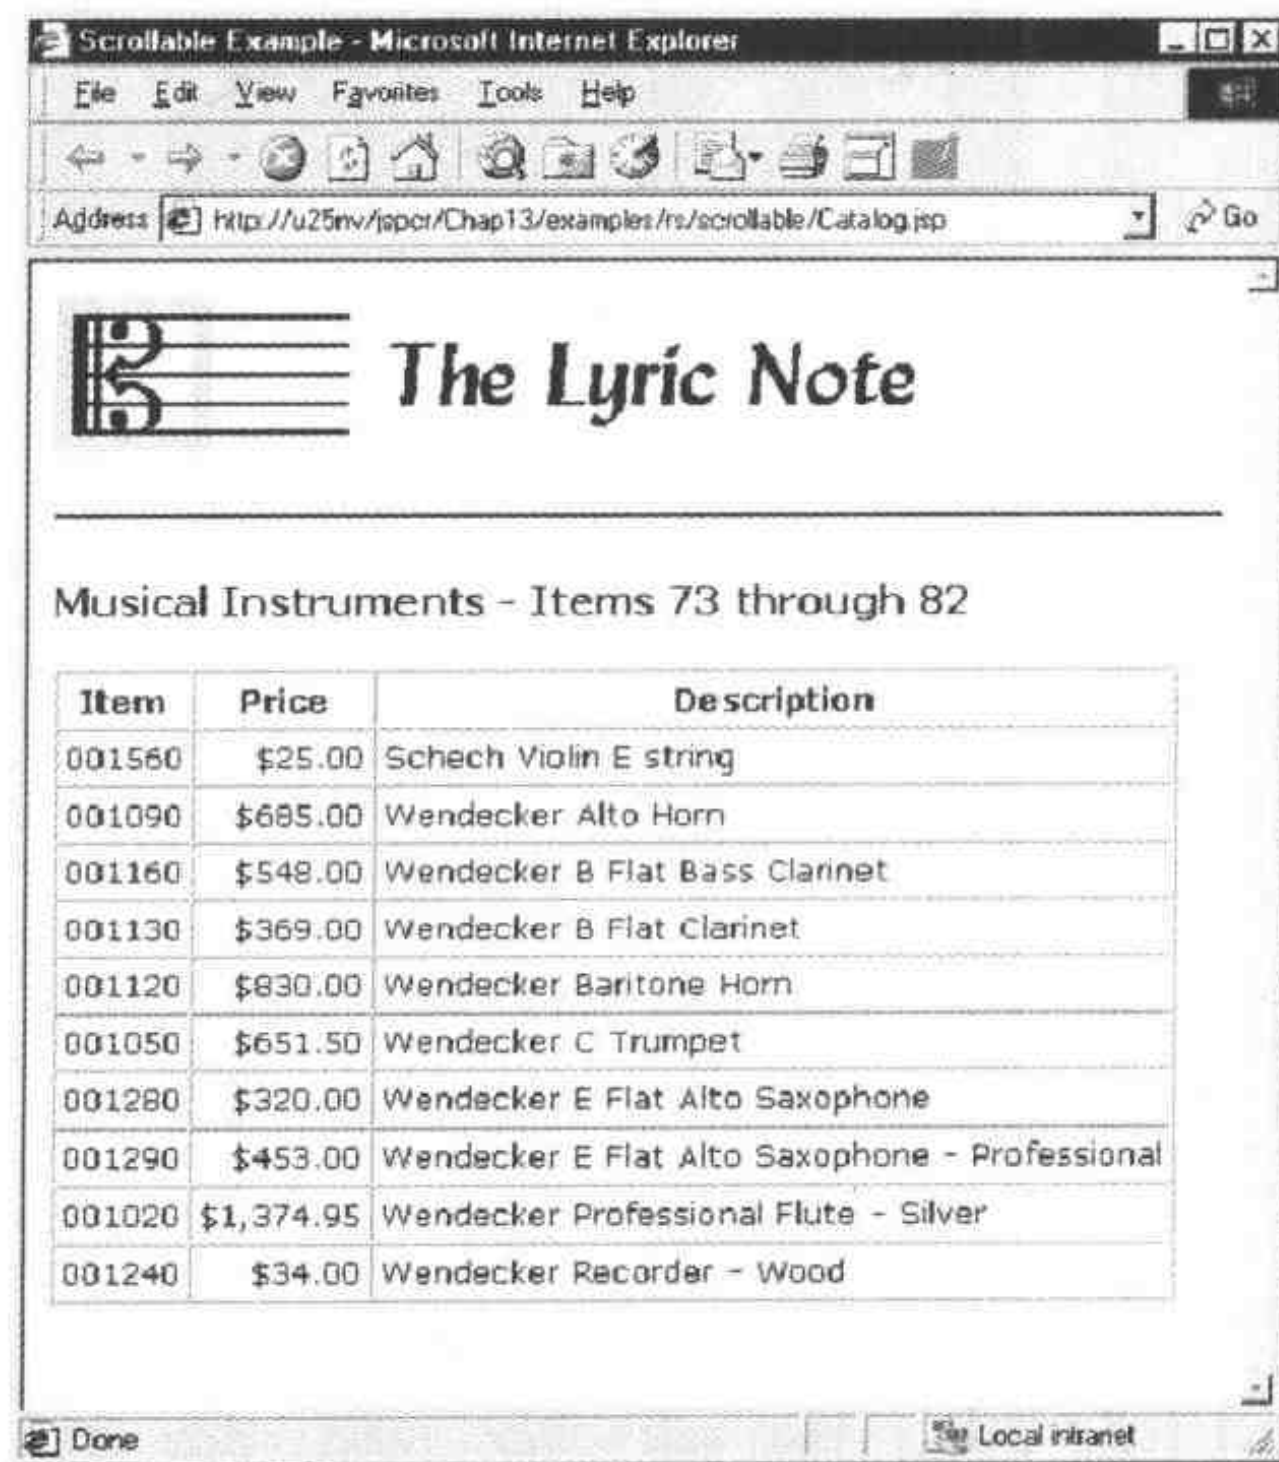 Scrollable Example - Microsoft Internet Explorer
File Edit View Favorites Tools Help
Address http://u25nv/jspcr/Chap13/examples/rs/scrollable/Catalog.jsp Go
The Lyric Note
Musical Instruments - Items 73 through 82
Item Price Description
001560 $25.00 Schech Violin E string
001090 $685.00 Wendecker Alto Horn
001160 $548.00 Wendecker B Flat Bass Clarinet
001130 $369.00 Wendecker B Flat Clarinet
001120 $830.00 Wendecker Baritone Horn
001050 $651.50 Wendecker C Trumpet
001280 $320.00 Wendecker E Flat Alto Saxophone
001290 $453.00 Wendecker E Flat Alto Saxophone - Professional
001020 $1,374.95 Wendecker Professional Flute - Silver
001240 $34.00 Wendecker Recorder - Wood
Done Local intranet